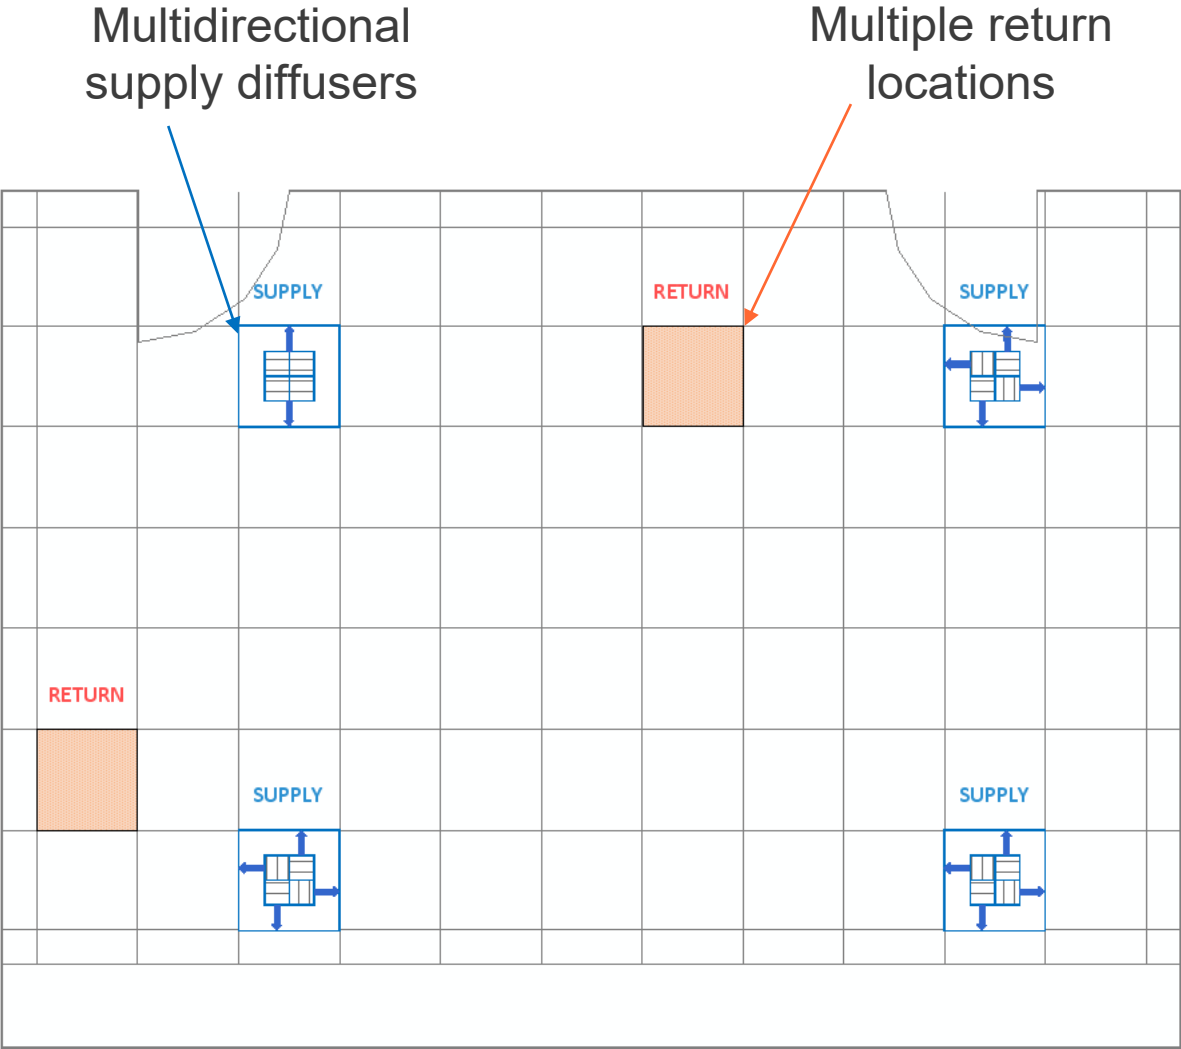 Multidirectional
supply diffusers
Multiple return
locations
SUPPLY
RETURN
SUPPLY
RETURN
SUPPLY
SUPPLY